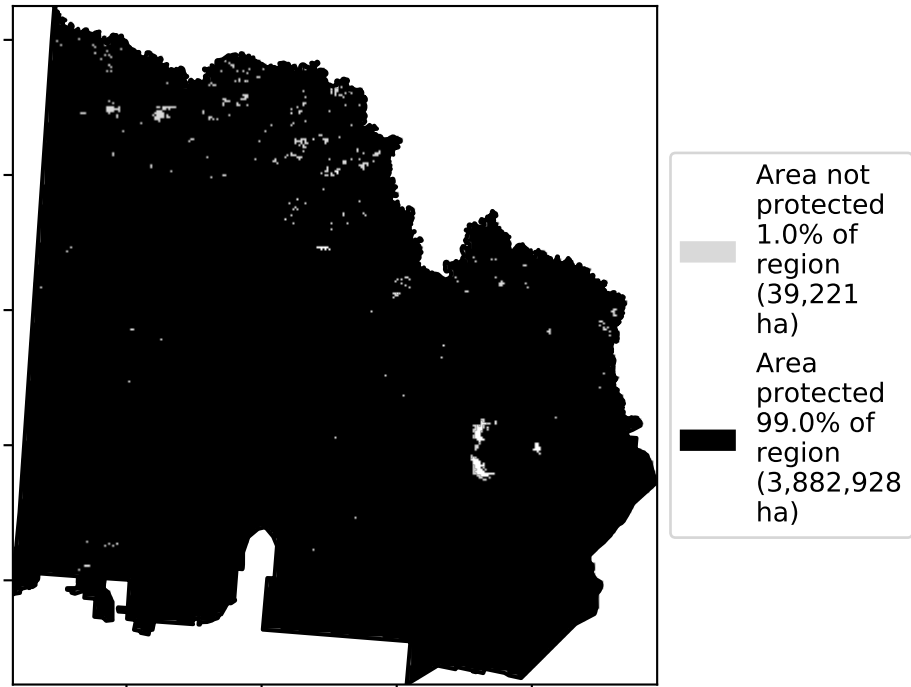 Area not
protected
1.0% of
region
(39,221
ha)
Area
protected
99.0% of
region
(3,882,928
ha)